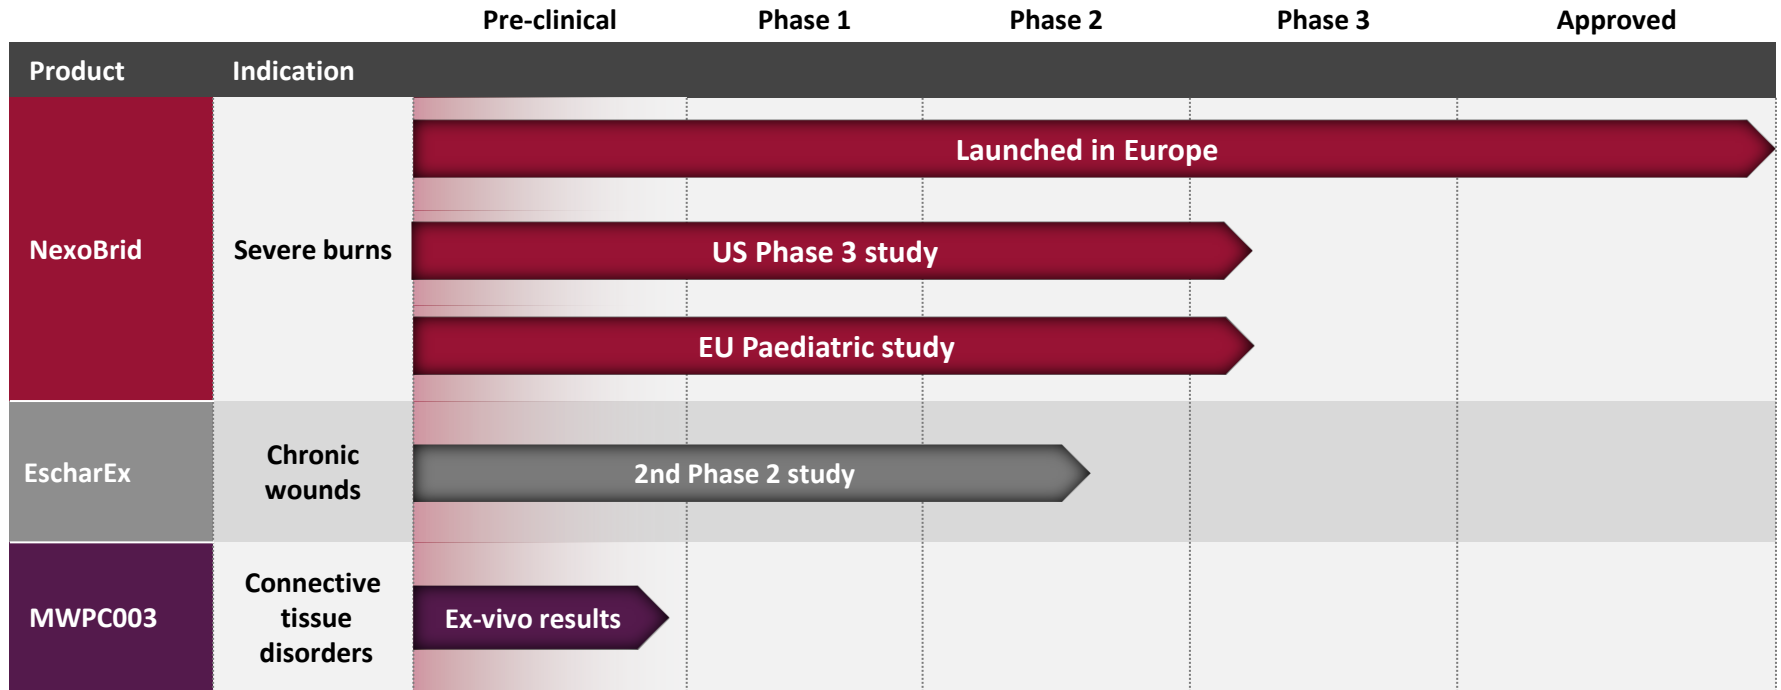 Pre-clinical Phase 1 Phase 2 Phase 3 Approved
Product Indication
Launched in Europe
NexoBrid Severe burns US Phase 3 study
EU Paediatric study
EscharEx Chronic wounds 2nd Phase 2 study
MWPC003 Connective tissue disorders Ex-vivo results